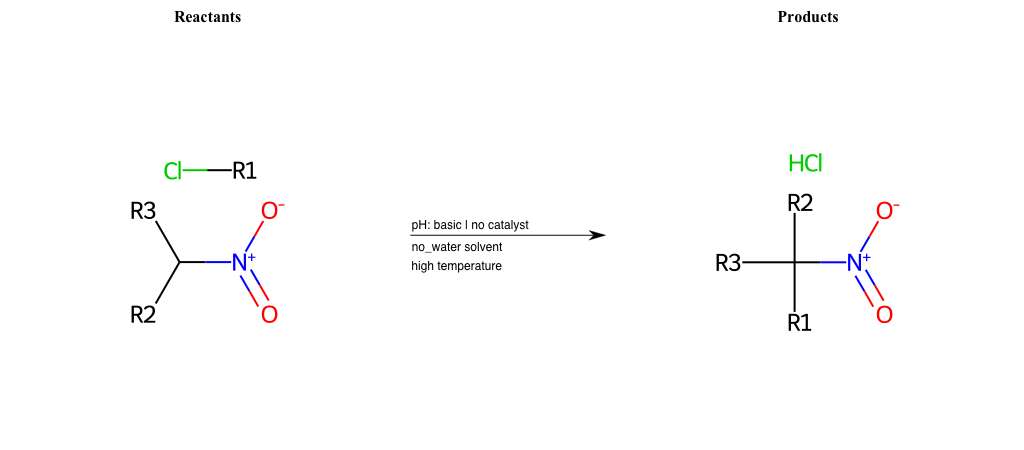 Reactants
Products
Cl R1
R3
O-
N+
R2
O
pH: basic | no catalyst
no_water solvent
high temperature
HCl
R2
O-
R3
N+
O
R1